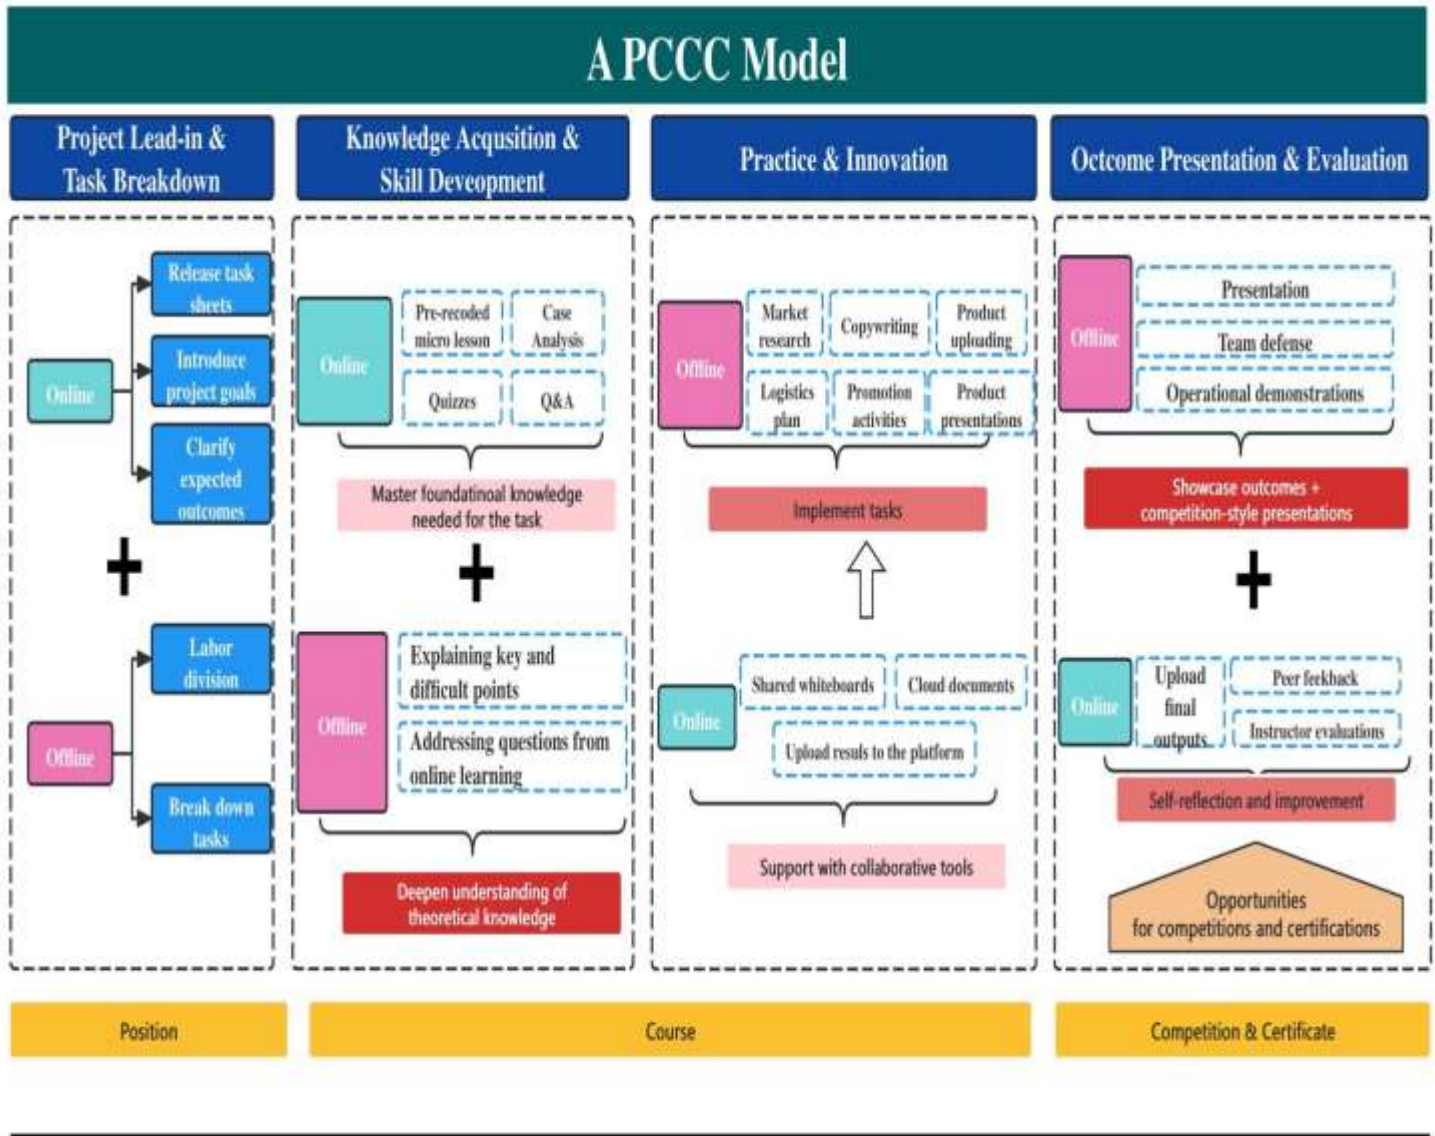 A PCCC Model
Project Lead-in &
Task Breakdown
Release task
sheets
Introduce
project goals
Online
Clarify
expected
outcomes
Labor
division
Offline
Break down
tasks
Knowledge Acqusition &
Skill Deveopment
Online
Pre-recoded
micro lesson
Case
Analysis
Quizzes
Q&A
Master foundatinoal knowledge
needed for the task
Offline
Explaining key and
difficult points
Addressing questions from
online learning
Deepen understanding of
theoretical knowledge
Practice & Innovation
Offline
Market
research
Copywriting
Product
uploading
Logistics
plan
Promotion
activities
Product
presentations
Implement tasks
Online
Shared whiteboards
Cloud documents
Upload resuls to the platform
Support with collaborative tools
Octcome Presentation & Evaluation
Offline
Presentation
Team defense
Operational demonstrations
Showcase outcomes +
competition-style presentations
Online
Upload
final
outputs
Peer feekback
Instructor evaluations
Self-reflection and improvement
Opportunities
for competitions and certifications
Position
Course
Competition & Certificate